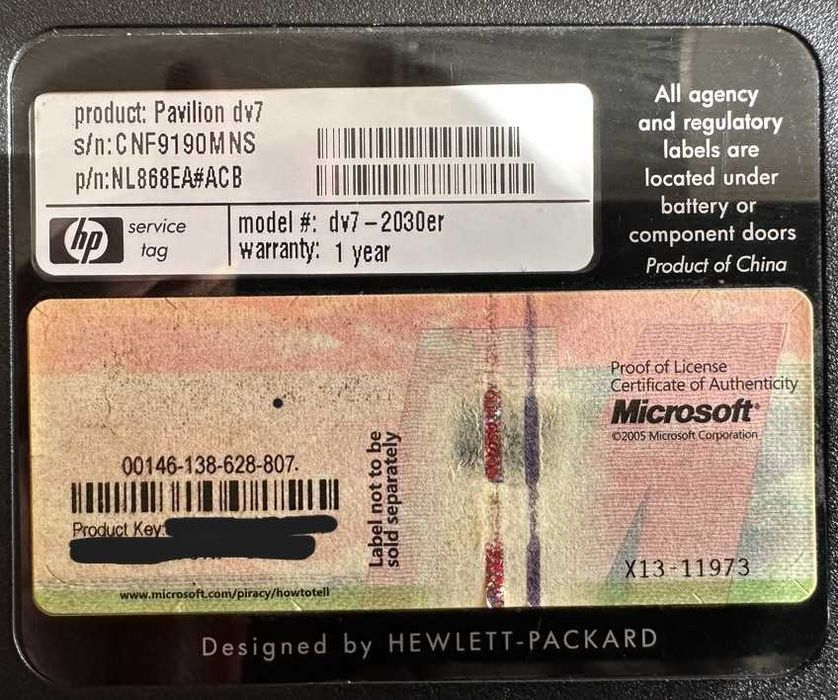 product: Pavilion dv7
s/n:CNF9190MNS
p/n:NL868EA#ACB
hp
service
tag
model #: dv7-2030er
warranty: 1 year
All agency
and regulatory
labels are
located under
battery or
component doors
Product of China
00146-138-628-807.
Product Key:
www.microsoft.com/piracy/howtotell
Label not to be
sold separately
Proof of License
Certificate of Authenticity
Microsoft
©2005 Microsoft Corporation
X13-11973
Designed by HEWLETT-PACKARD